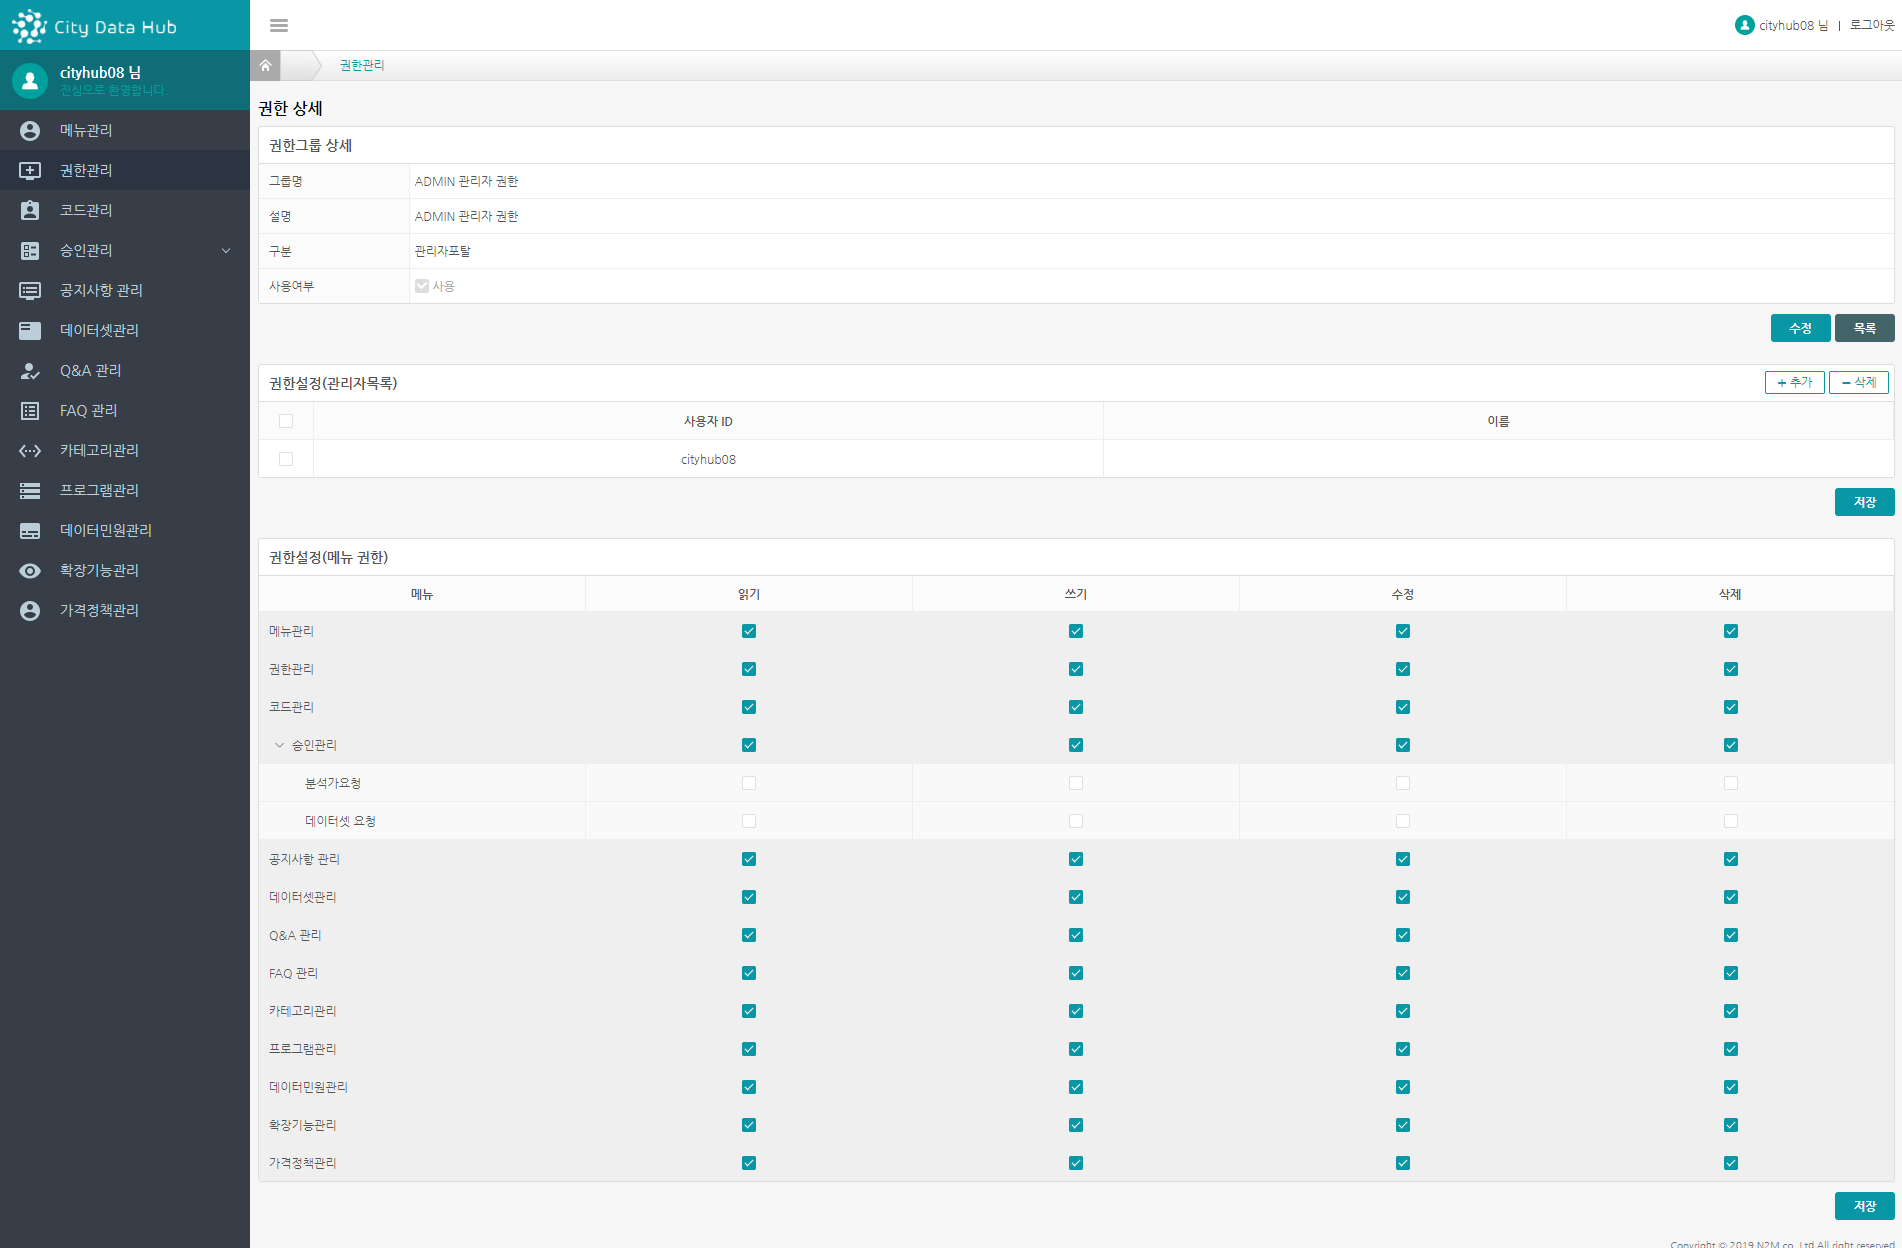 City Data Hub
cityhub08 님
진심으로 환영합니다.
메뉴관리
권한관리
코드관리
승인관리
공지사항 관리
데이터셋관리
Q&A 관리
FAQ 관리
카테고리관리
프로그램관리
데이터민원관리
확장기능관리
가격정책관리
cityhub08 님 | 로그아웃
권한관리
권한 상세
권한그룹 상세
그룹명 ADMIN 관리자 권한
설명 ADMIN 관리자 권한
구분 관리자포탈
사용여부 사용
수정 목록
권한설정(관리자목록) + 추가 − 삭제
사용자 ID 이름
cityhub08
저장
권한설정(메뉴 권한)
메뉴 읽기 쓰기 수정 삭제
메뉴관리
권한관리
코드관리
승인관리
분석가요청
데이터셋 요청
공지사항 관리
데이터셋관리
Q&A 관리
FAQ 관리
카테고리관리
프로그램관리
데이터민원관리
확장기능관리
가격정책관리
저장
Copyright © 2019 N2M co., Ltd All right reserved